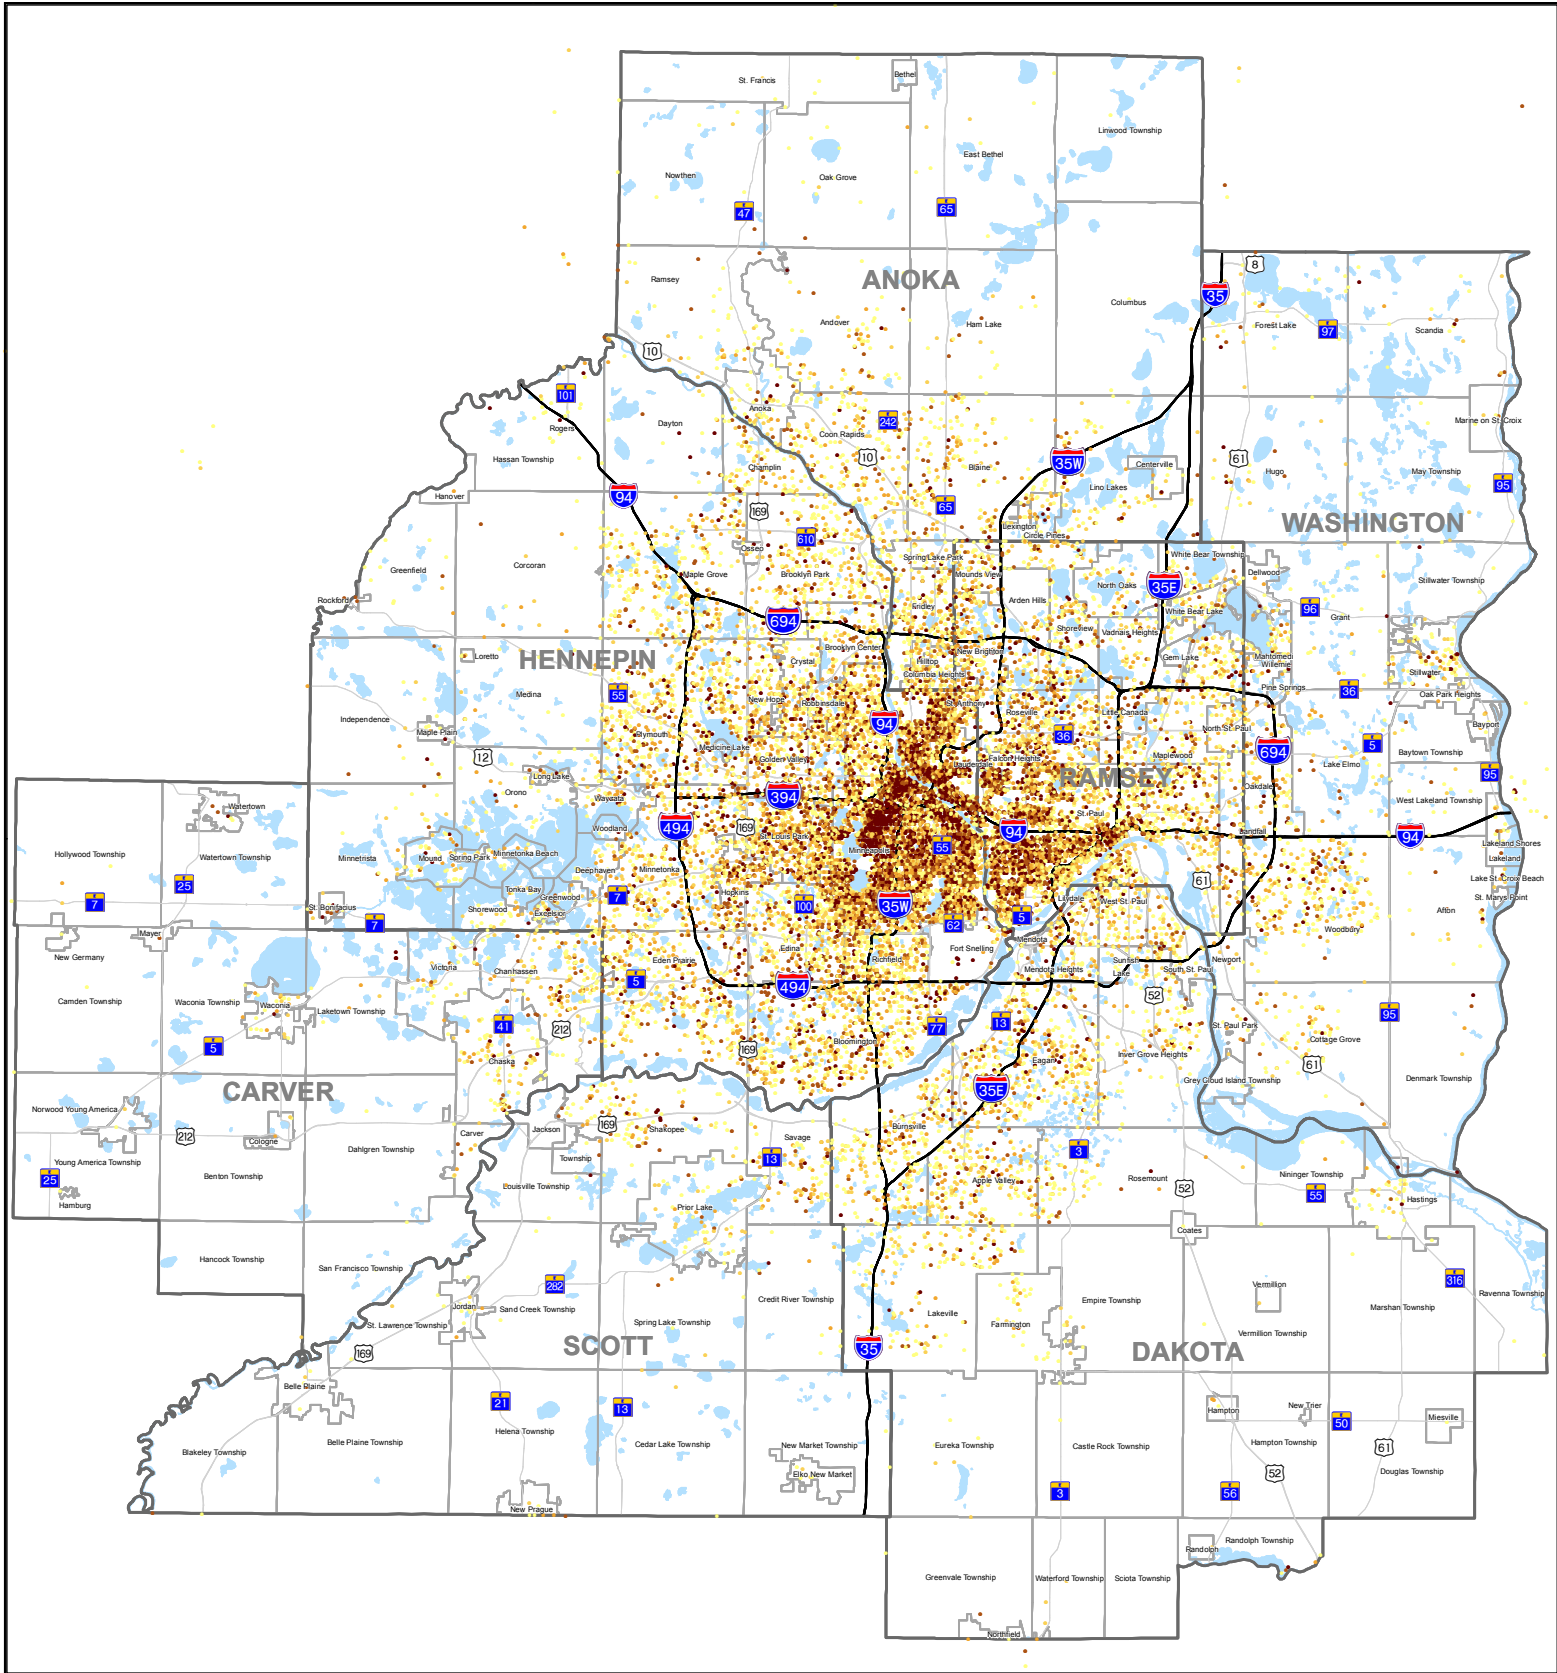 St. Francis
Bethel
Linwood Township
East Bethel
Nowthen
Oak Grove
47
65
8
Ramsey
ANOKA
35
Columbus
Andover
Ham Lake
Forest Lake
97
Scandia
10
101
Anoka
Rogers
Dayton
Coon Rapids
242
Marine on St. Croix
10
Hassan Township
Champlin
Blaine
35W
Centerville
61
Hugo
May Township
95
Lino Lakes
Hanover
94
65
169
Lexington
WASHINGTON
Circle Pines
610
Osseo
Spring Lake Park
White Bear Township
Corcoran
Greenfield
Maple Grove
Brooklyn Park
Mounds View
North Oaks
35E
Dellwood
Stillwater Township
Rockford
Fridley
Arden Hills
White Bear Lake
96
Grant
694
Shoreview
Vadnais Heights
Loretto
HENNEPIN
Crystal
Brooklyn Center
Hilltop
New Brighton
Gem Lake
Mahtomedi
Willernie
Columbia Heights
Stillwater
Medina
55
New Hope
Robbinsdale
St. Anthony
Pine Springs
36
Oak Park Heights
Independence
94
Roseville
Little Canada
Bayport
Maple Plain
Plymouth
36
North St. Paul
5
Medicine Lake
Maplewood
694
Baytown Township
12
Golden Valley
Lauderdale
Falcon Heights
Lake Elmo
95
Long Lake
RAMSEY
Orono
Wayzata
394
Oakdale
West Lakeland Township
Watertown
St. Paul
Woodland
494
169
St. Louis Park
94
Landfall
94
Lakeland Shores
Hollywood Township
Watertown Township
Minnetrista
Mound
Spring Park
Minnetonka Beach
Minneapolis
55
Lakeland
Deephaven
Minnetonka
25
7
Tonka Bay
Greenwood
7
Hopkins
61
Lake St. Croix Beach
St. Bonifacius
Shorewood
Excelsior
100
35W
Lilydale
West St. Paul
St. Marys Point
Afton
7
62
5
Woodbury
Mayer
New Germany
Edina
Fort Snelling
Mendota
Victoria
Chanhassen
Eden Prairie
Richfield
Mendota Heights
Sunfish
Lake
South St. Paul
Newport
5
494
52
Camden Township
Waconia Township
Waconia
Laketown Township
41
212
77
13
95
5
169
Bloomington
St. Paul Park
Cottage Grove
Chaska
Eagan
Inver Grove Heights
61
CARVER
35E
Grey Cloud Island Township
Denmark Township
Norwood Young America
212
Cologne
Carver
Jackson
Township
169
Shakopee
Savage
Burnsville
Dahlgren Township
13
3
Young America Township
25
Benton Township
Louisville Township
Apple Valley
Rosemount
52
Nininger Township
55
Hastings
Hamburg
Prior Lake
Coates
Hancock Township
San Francisco Township
282
Vermillion
316
Jordan
Sand Creek Township
Credit River Township
Lakeville
Empire Township
Marshan Township
Ravenna Township
St. Lawrence Township
Spring Lake Township
Farmington
Vermillion Township
169
SCOTT
35
DAKOTA
Belle Plaine
21
13
Hampton
New Trier
50
Miesville
Blakeley Township
Belle Plaine Township
Helena Township
Cedar Lake Township
New Market Township
Eureka Township
Castle Rock Township
Hampton Township
61
Elko New Market
52
Douglas Township
3
56
New Prague
Randolph
Randolph Township
Greenvale Township
Waterford Township
Sciota Township
Northfield